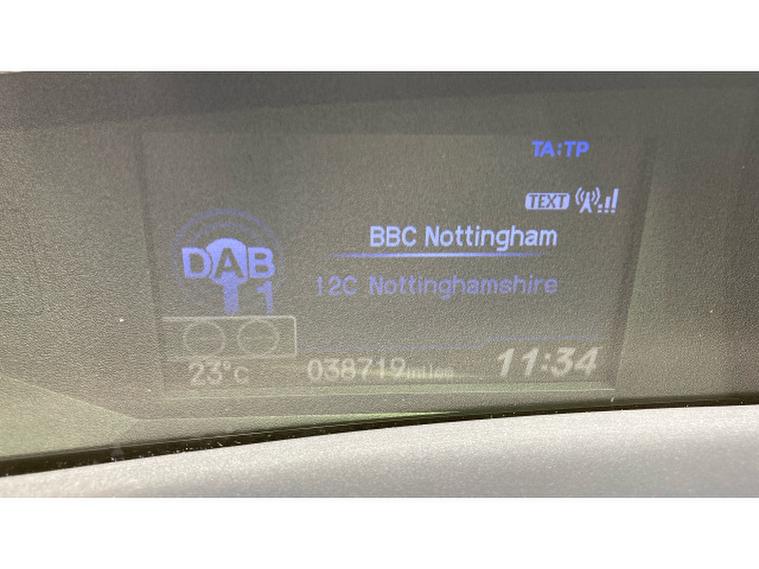 TA:TP
TEXT
BBC Nottingham
DAB
1
12C Nottinghamshire
23°c
038719miles
11:34